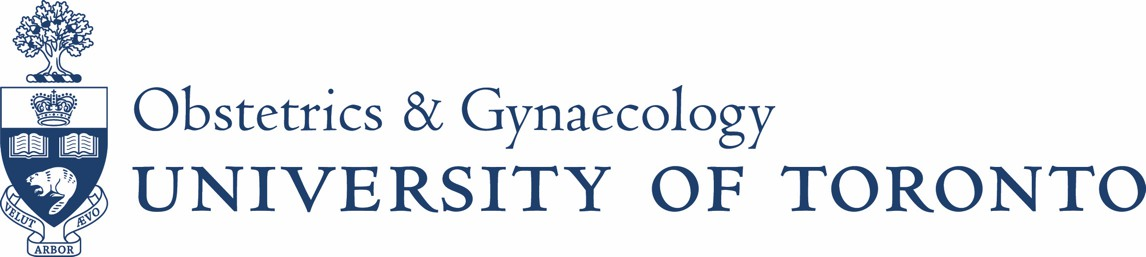 Obstetrics & Gynaecology
UNIVERSITY OF TORONTO
VELUT ARBOR ÆVO